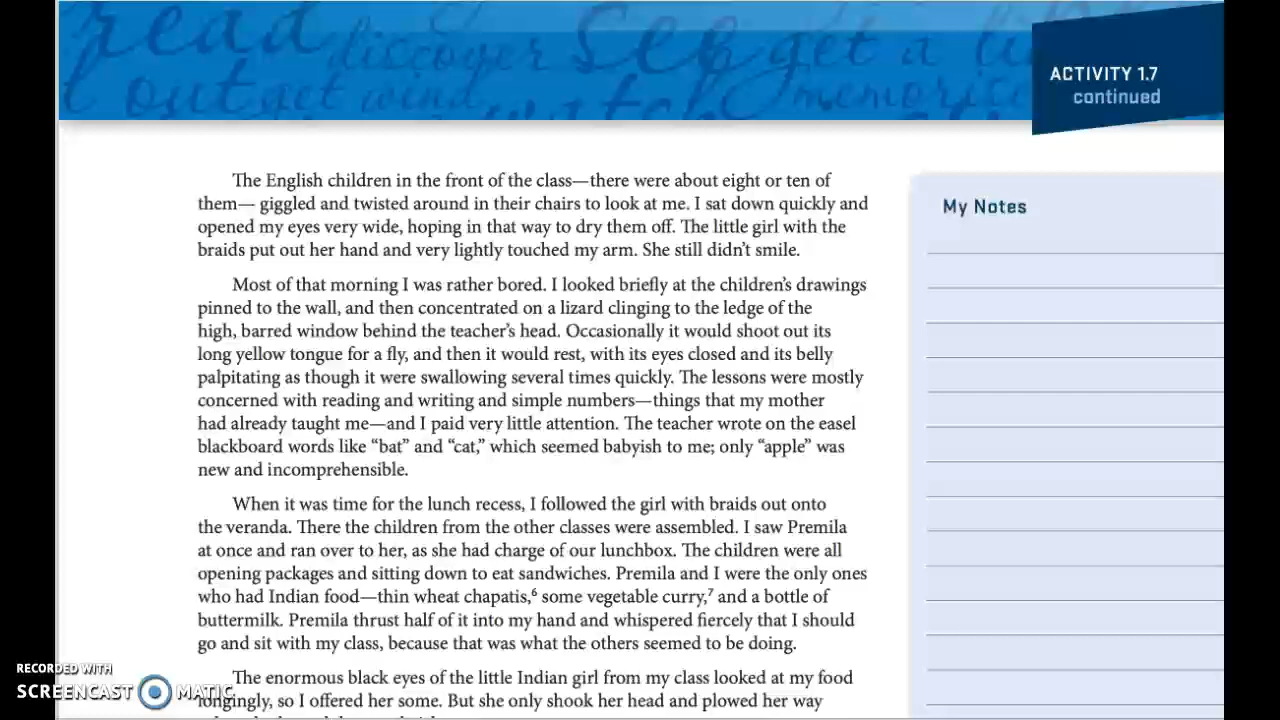 read discover see get a li
t out get wind watch memories
ACTIVITY 1.7
continued
The English children in the front of the class—there were about eight or ten of
them— giggled and twisted around in their chairs to look at me. I sat down quickly and
opened my eyes very wide, hoping in that way to dry them off. The little girl with the
braids put out her hand and very lightly touched my arm. She still didn’t smile.
Most of that morning I was rather bored. I looked briefly at the children’s drawings
pinned to the wall, and then concentrated on a lizard clinging to the ledge of the
high, barred window behind the teacher’s head. Occasionally it would shoot out its
long yellow tongue for a fly, and then it would rest, with its eyes closed and its belly
palpitating as though it were swallowing several times quickly. The lessons were mostly
concerned with reading and writing and simple numbers—things that my mother
had already taught me—and I paid very little attention. The teacher wrote on the easel
blackboard words like “bat” and “cat,” which seemed babyish to me; only “apple” was
new and incomprehensible.
When it was time for the lunch recess, I followed the girl with braids out onto
the veranda. There the children from the other classes were assembled. I saw Premila
at once and ran over to her, as she had charge of our lunchbox. The children were all
opening packages and sitting down to eat sandwiches. Premila and I were the only ones
who had Indian food—thin wheat chapatis,⁶ some vegetable curry,⁷ and a bottle of
buttermilk. Premila thrust half of it into my hand and whispered fiercely that I should
go and sit with my class, because that was what the others seemed to be doing.
The enormous black eyes of the little Indian girl from my class looked at my food
longingly, so I offered her some. But she only shook her head and plowed her way
My Notes
RECORDED WITH
SCREENCAST MATIC